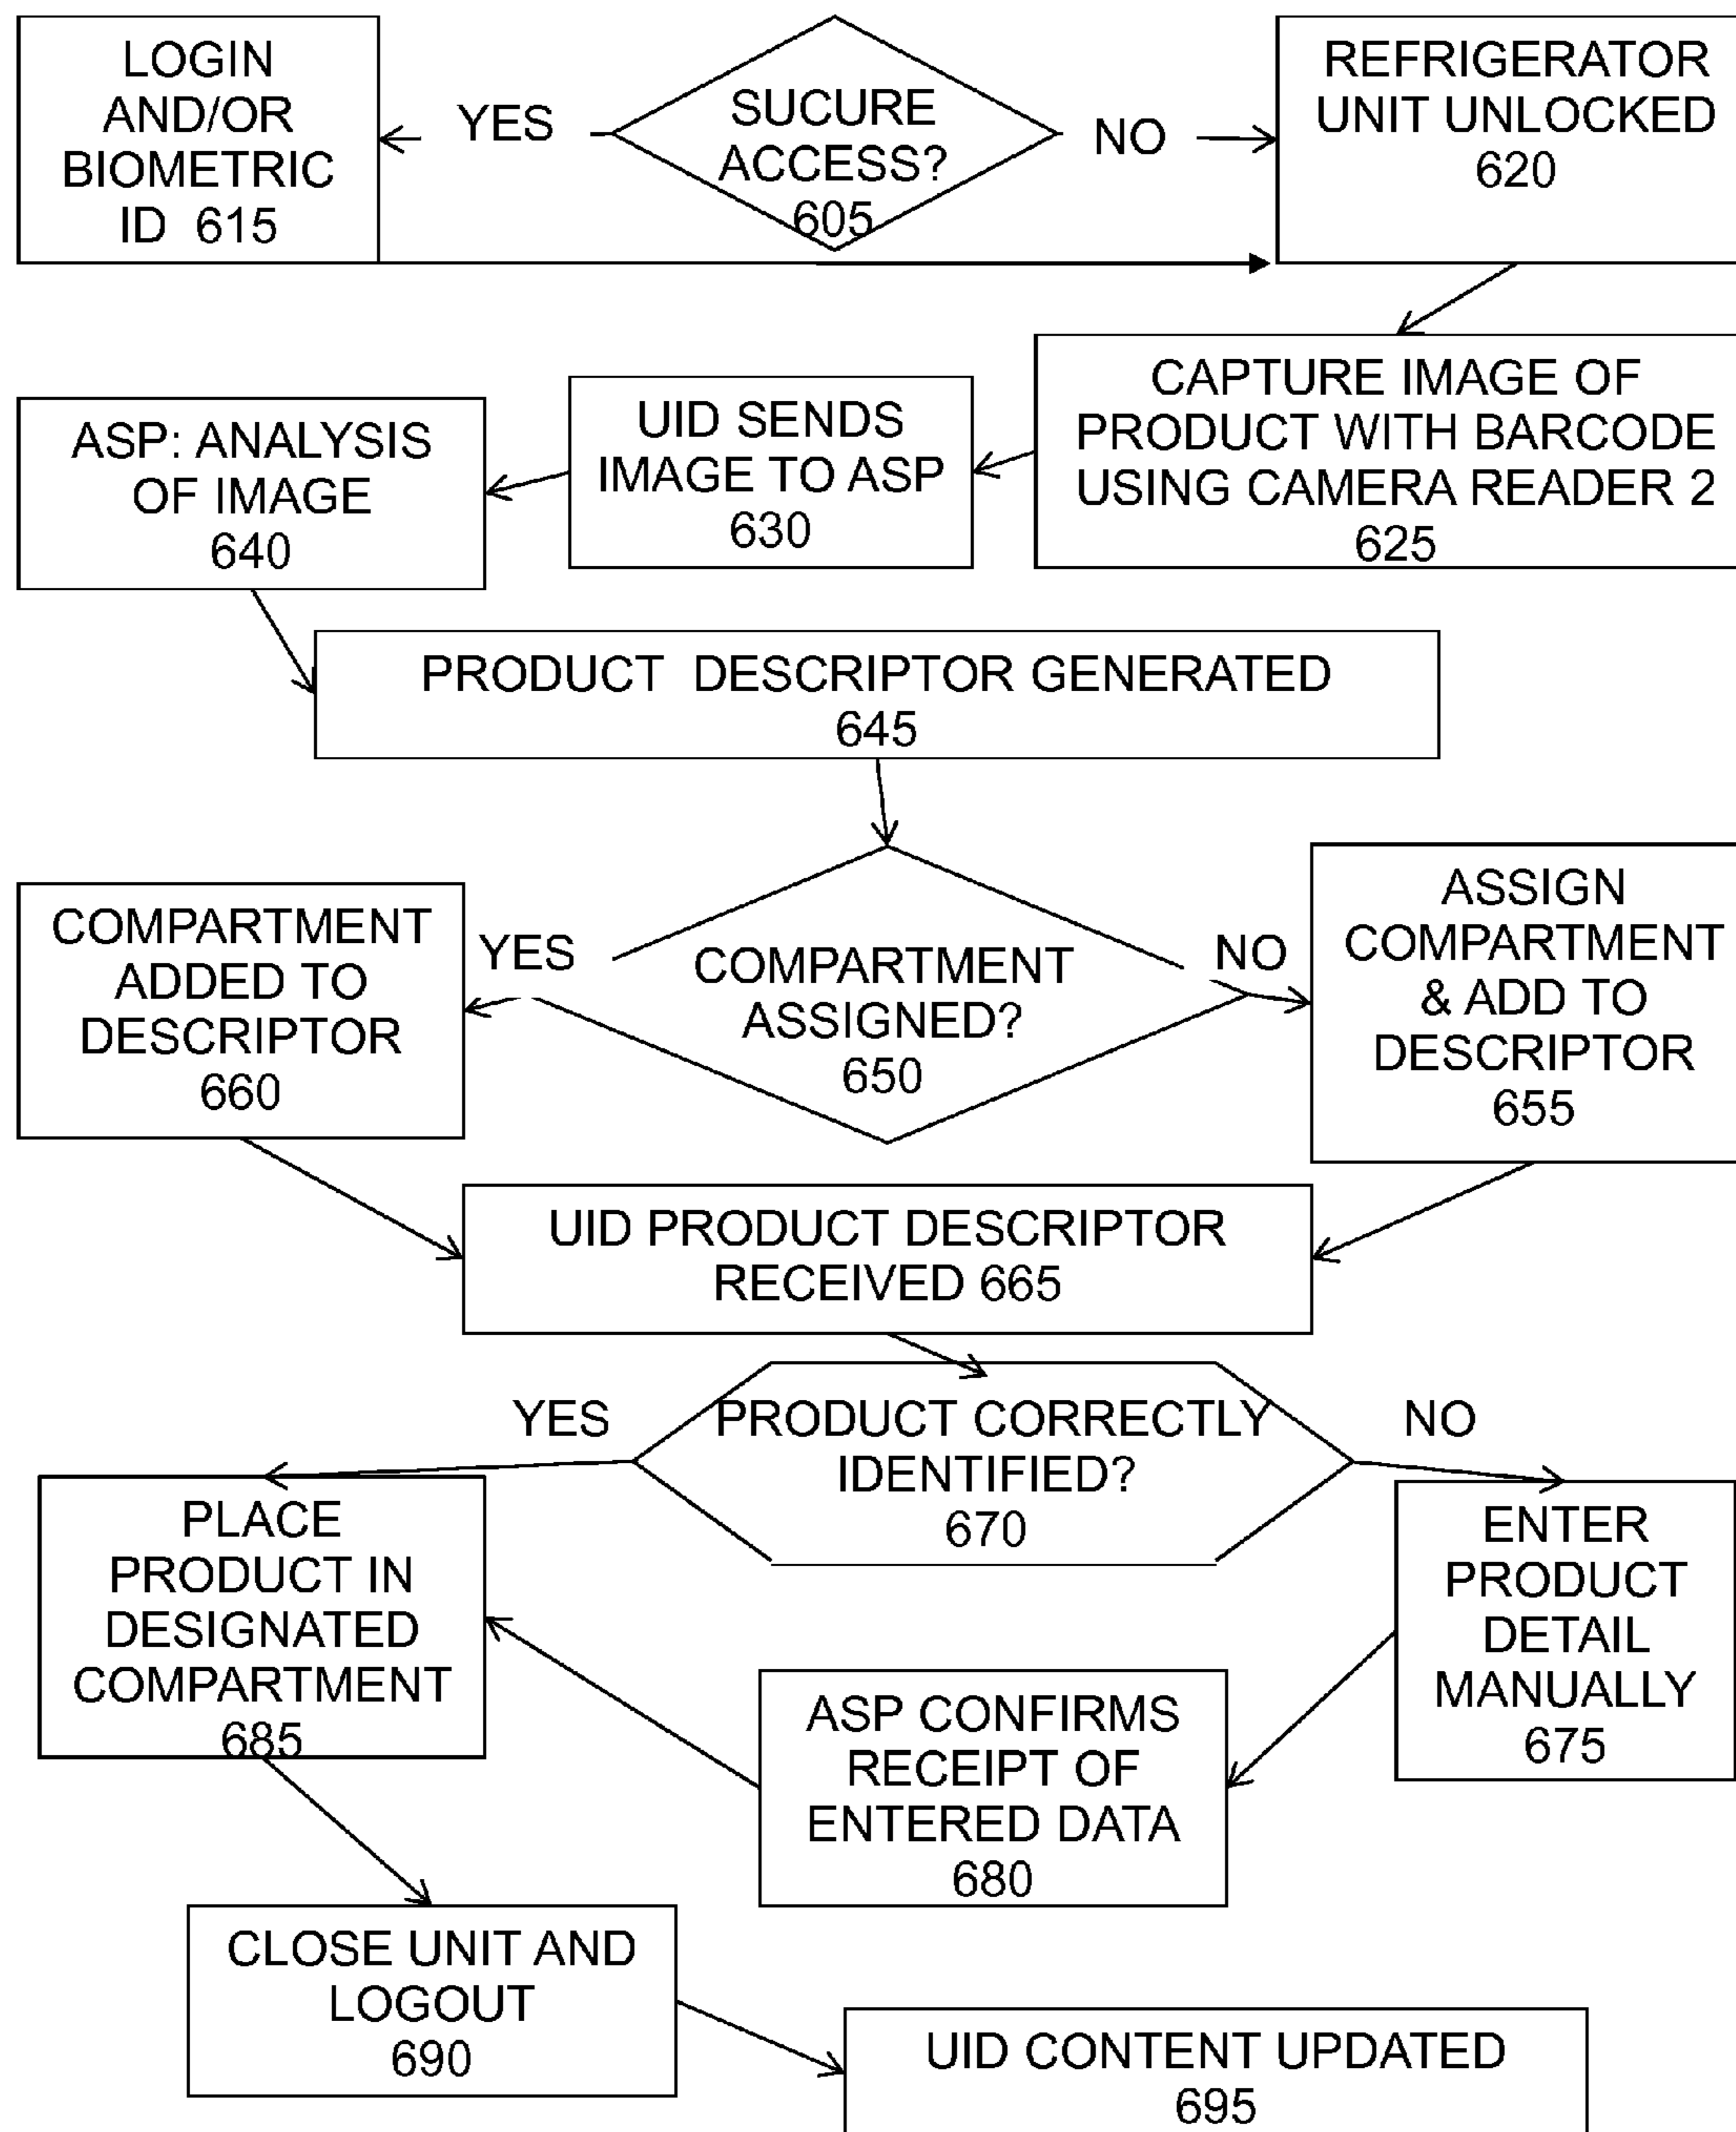 LOGIN
AND/OR
BIOMETRIC
ID 615
YES
SUCURE
ACCESS?
605
NO
REFRIGERATOR
UNIT UNLOCKED
620
CAPTURE IMAGE OF
PRODUCT WITH BARCODE
USING CAMERA READER 2
625
UID SENDS
IMAGE TO ASP
630
ASP: ANALYSIS
OF IMAGE
640
PRODUCT DESCRIPTOR GENERATED
645
COMPARTMENT
ADDED TO
DESCRIPTOR
660
YES
COMPARTMENT
ASSIGNED?
650
NO
ASSIGN
COMPARTMENT
& ADD TO
DESCRIPTOR
655
UID PRODUCT DESCRIPTOR
RECEIVED 665
YES
PRODUCT CORRECTLY
IDENTIFIED?
670
NO
PLACE
PRODUCT IN
DESIGNATED
COMPARTMENT
685
ENTER
PRODUCT
DETAIL
MANUALLY
675
ASP CONFIRMS
RECEIPT OF
ENTERED DATA
680
CLOSE UNIT AND
LOGOUT
690
UID CONTENT UPDATED
695